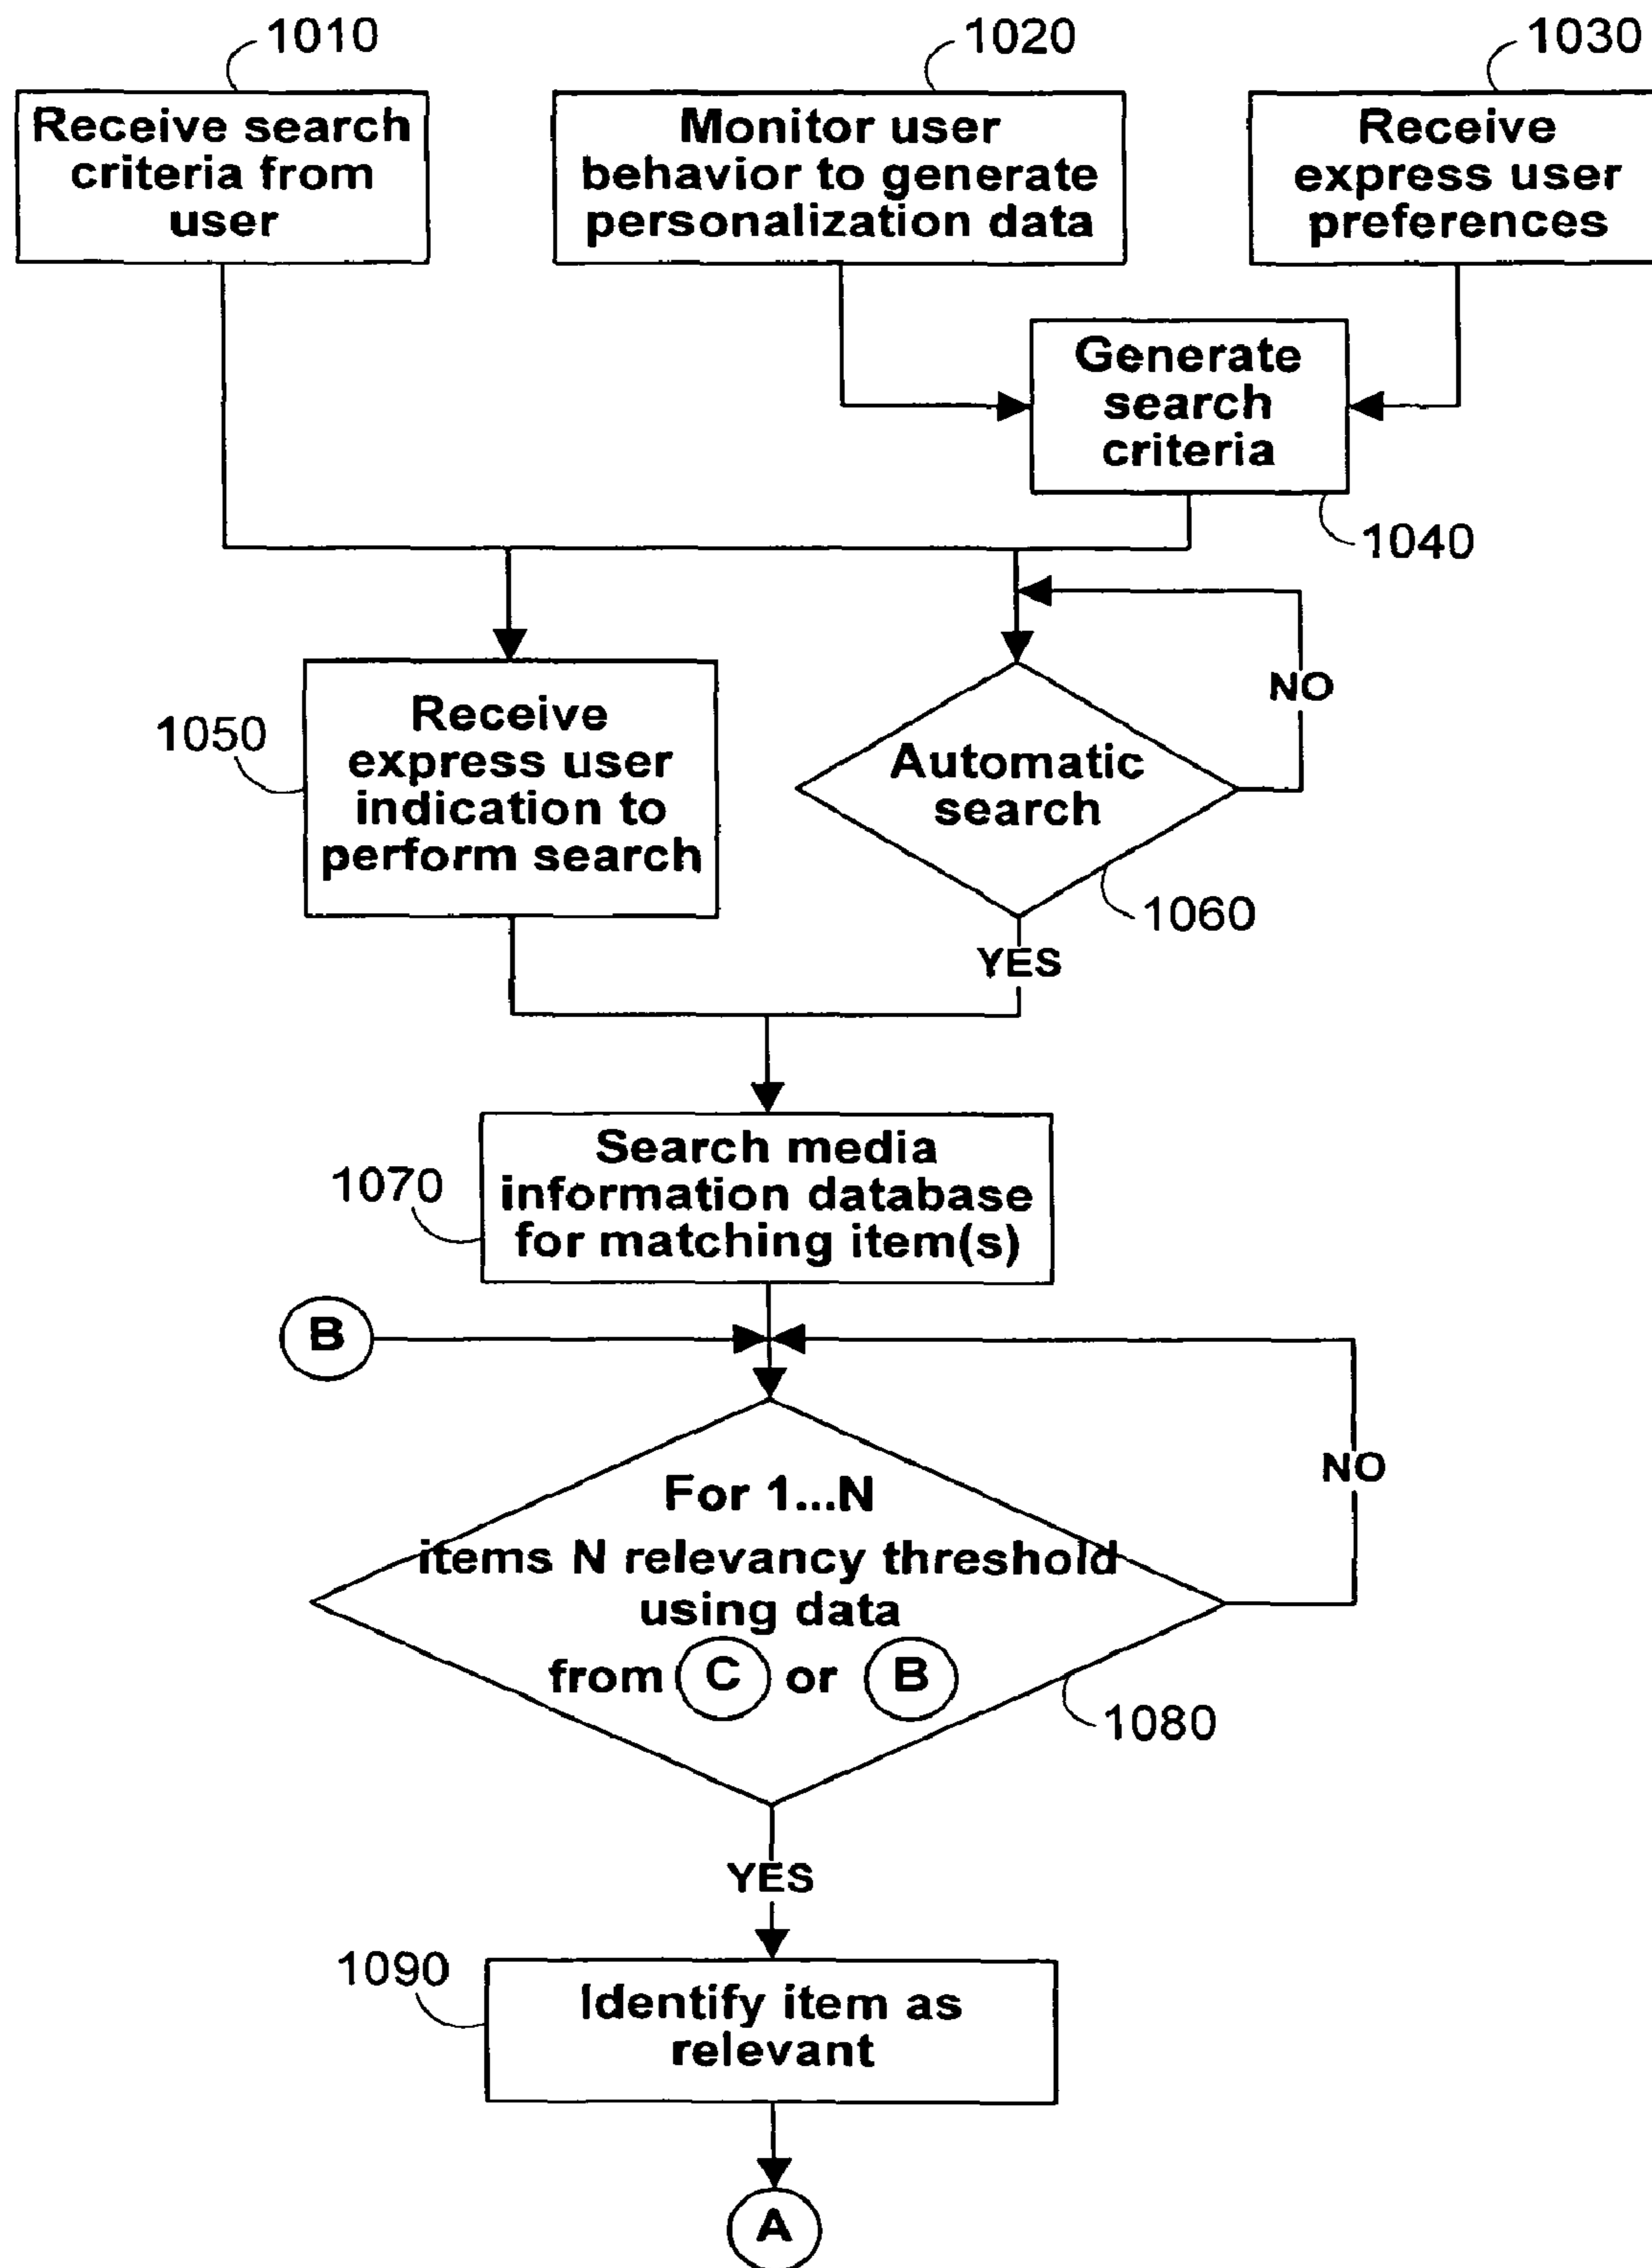 1010
1020
1030
Receive search
criteria from
user
Monitor user
behavior to generate
personalization data
Receive
express user
preferences
Generate
search
criteria
1040
1050
Receive
express user
indication to
perform search
Automatic
search
NO
1060
YES
1070
Search media
information database
for matching item(s)
B
For 1...N
items N relevancy threshold
using data
from C or B
NO
1080
YES
1090
Identify item as
relevant
A